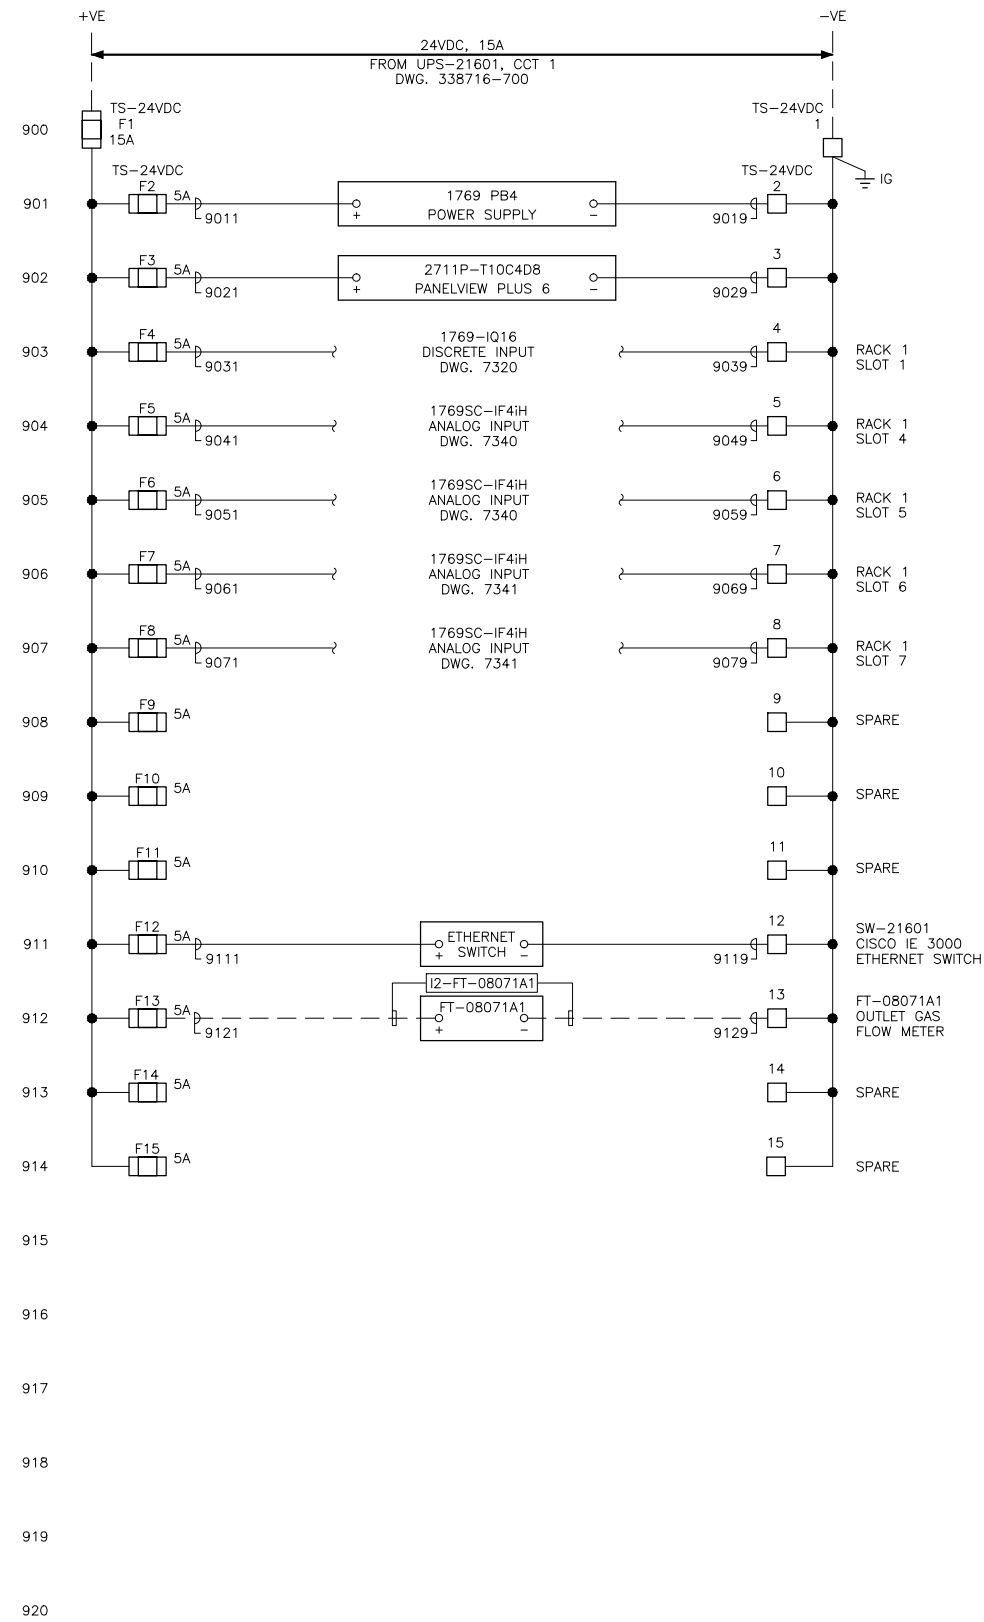 +VE
-VE
24VDC, 15A
FROM UPS-21601, CCT 1
DWG. 338716-700
TS-24VDC
F1
15A
TS-24VDC
1
900
IG
TS-24VDC
TS-24VDC
901
F2
5A
9011
1769 PB4
POWER SUPPLY
+
-
9019
2
902
F3
5A
9021
2711P-T10C4D8
PANELVIEW PLUS 6
+
-
9029
3
903
F4
5A
9031
1769-IQ16
DISCRETE INPUT
DWG. 7320
9039
4
RACK 1
SLOT 1
904
F5
5A
9041
1769SC-IF4iH
ANALOG INPUT
DWG. 7340
9049
5
RACK 1
SLOT 4
905
F6
5A
9051
1769SC-IF4iH
ANALOG INPUT
DWG. 7340
9059
6
RACK 1
SLOT 5
906
F7
5A
9061
1769SC-IF4iH
ANALOG INPUT
DWG. 7341
9069
7
RACK 1
SLOT 6
907
F8
5A
9071
1769SC-IF4iH
ANALOG INPUT
DWG. 7341
9079
8
RACK 1
SLOT 7
908
F9
5A
9
SPARE
909
F10
5A
10
SPARE
910
F11
5A
11
SPARE
911
F12
5A
9111
ETHERNET
SWITCH
+
-
9119
12
SW-21601
CISCO IE 3000
ETHERNET SWITCH
I2-FT-08071A1
912
F13
5A
9121
FT-08071A1
+
-
9129
13
FT-08071A1
OUTLET GAS
FLOW METER
913
F14
5A
14
SPARE
914
F15
5A
15
SPARE
915
916
917
918
919
920